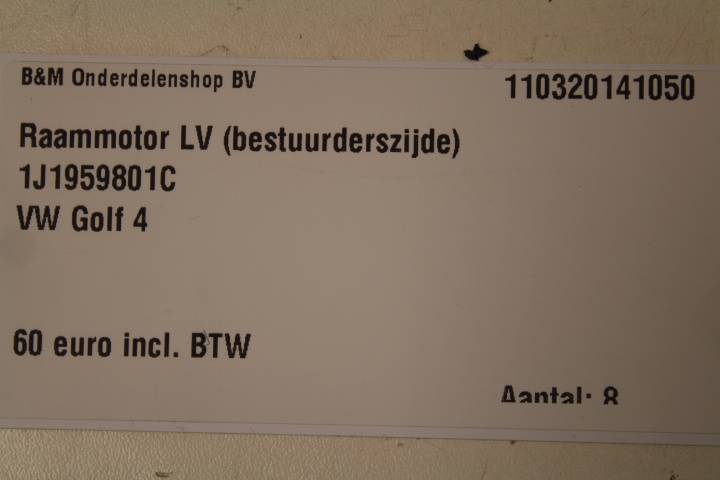 B&M Onderdelenshop BV 110320141050
Raammotor LV (bestuurderszijde)
1J1959801C
VW Golf 4
60 euro incl. BTW
Aantal: 8